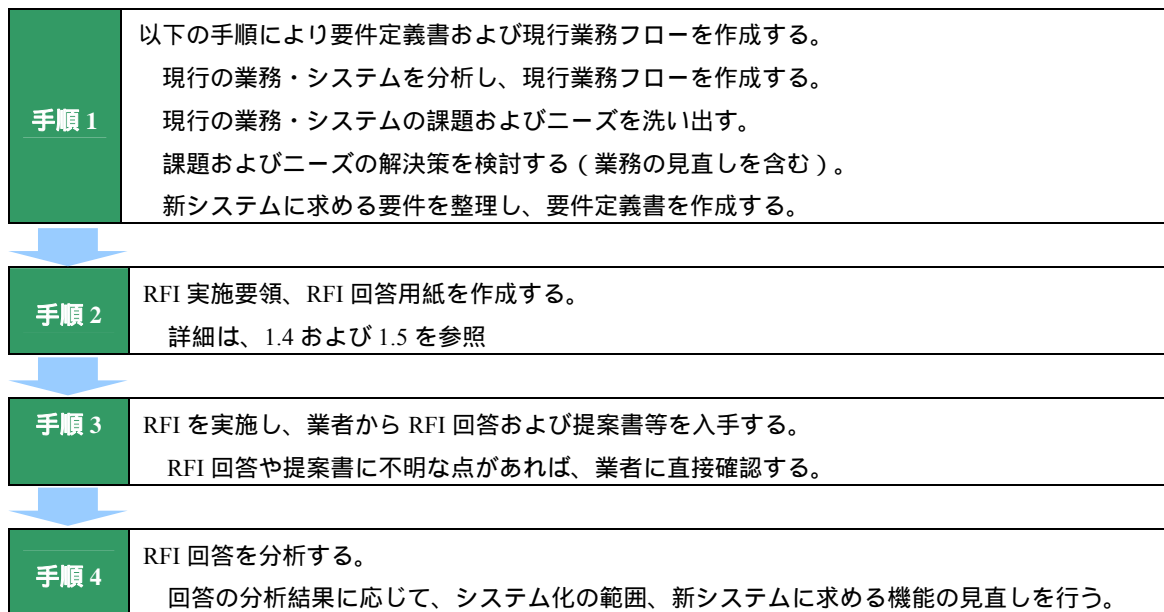 手順 1
以下の手順により要件定義書および現行業務フローを作成する。
現行の業務・システムを分析し、現行業務フローを作成する。
現行の業務・システムの課題およびニーズを洗い出す。
課題およびニーズの解決策を検討する（業務の見直しを含む）。
新システムに求める要件を整理し、要件定義書を作成する。
手順 2
RFI 実施要領、RFI 回答用紙を作成する。
詳細は、1.4 および 1.5 を参照
手順 3
RFI を実施し、業者から RFI 回答および提案書等を入手する。
RFI 回答や提案書に不明な点があれば、業者に直接確認する。
手順 4
RFI 回答を分析する。
回答の分析結果に応じて、システム化の範囲、新システムに求める機能の見直しを行う。